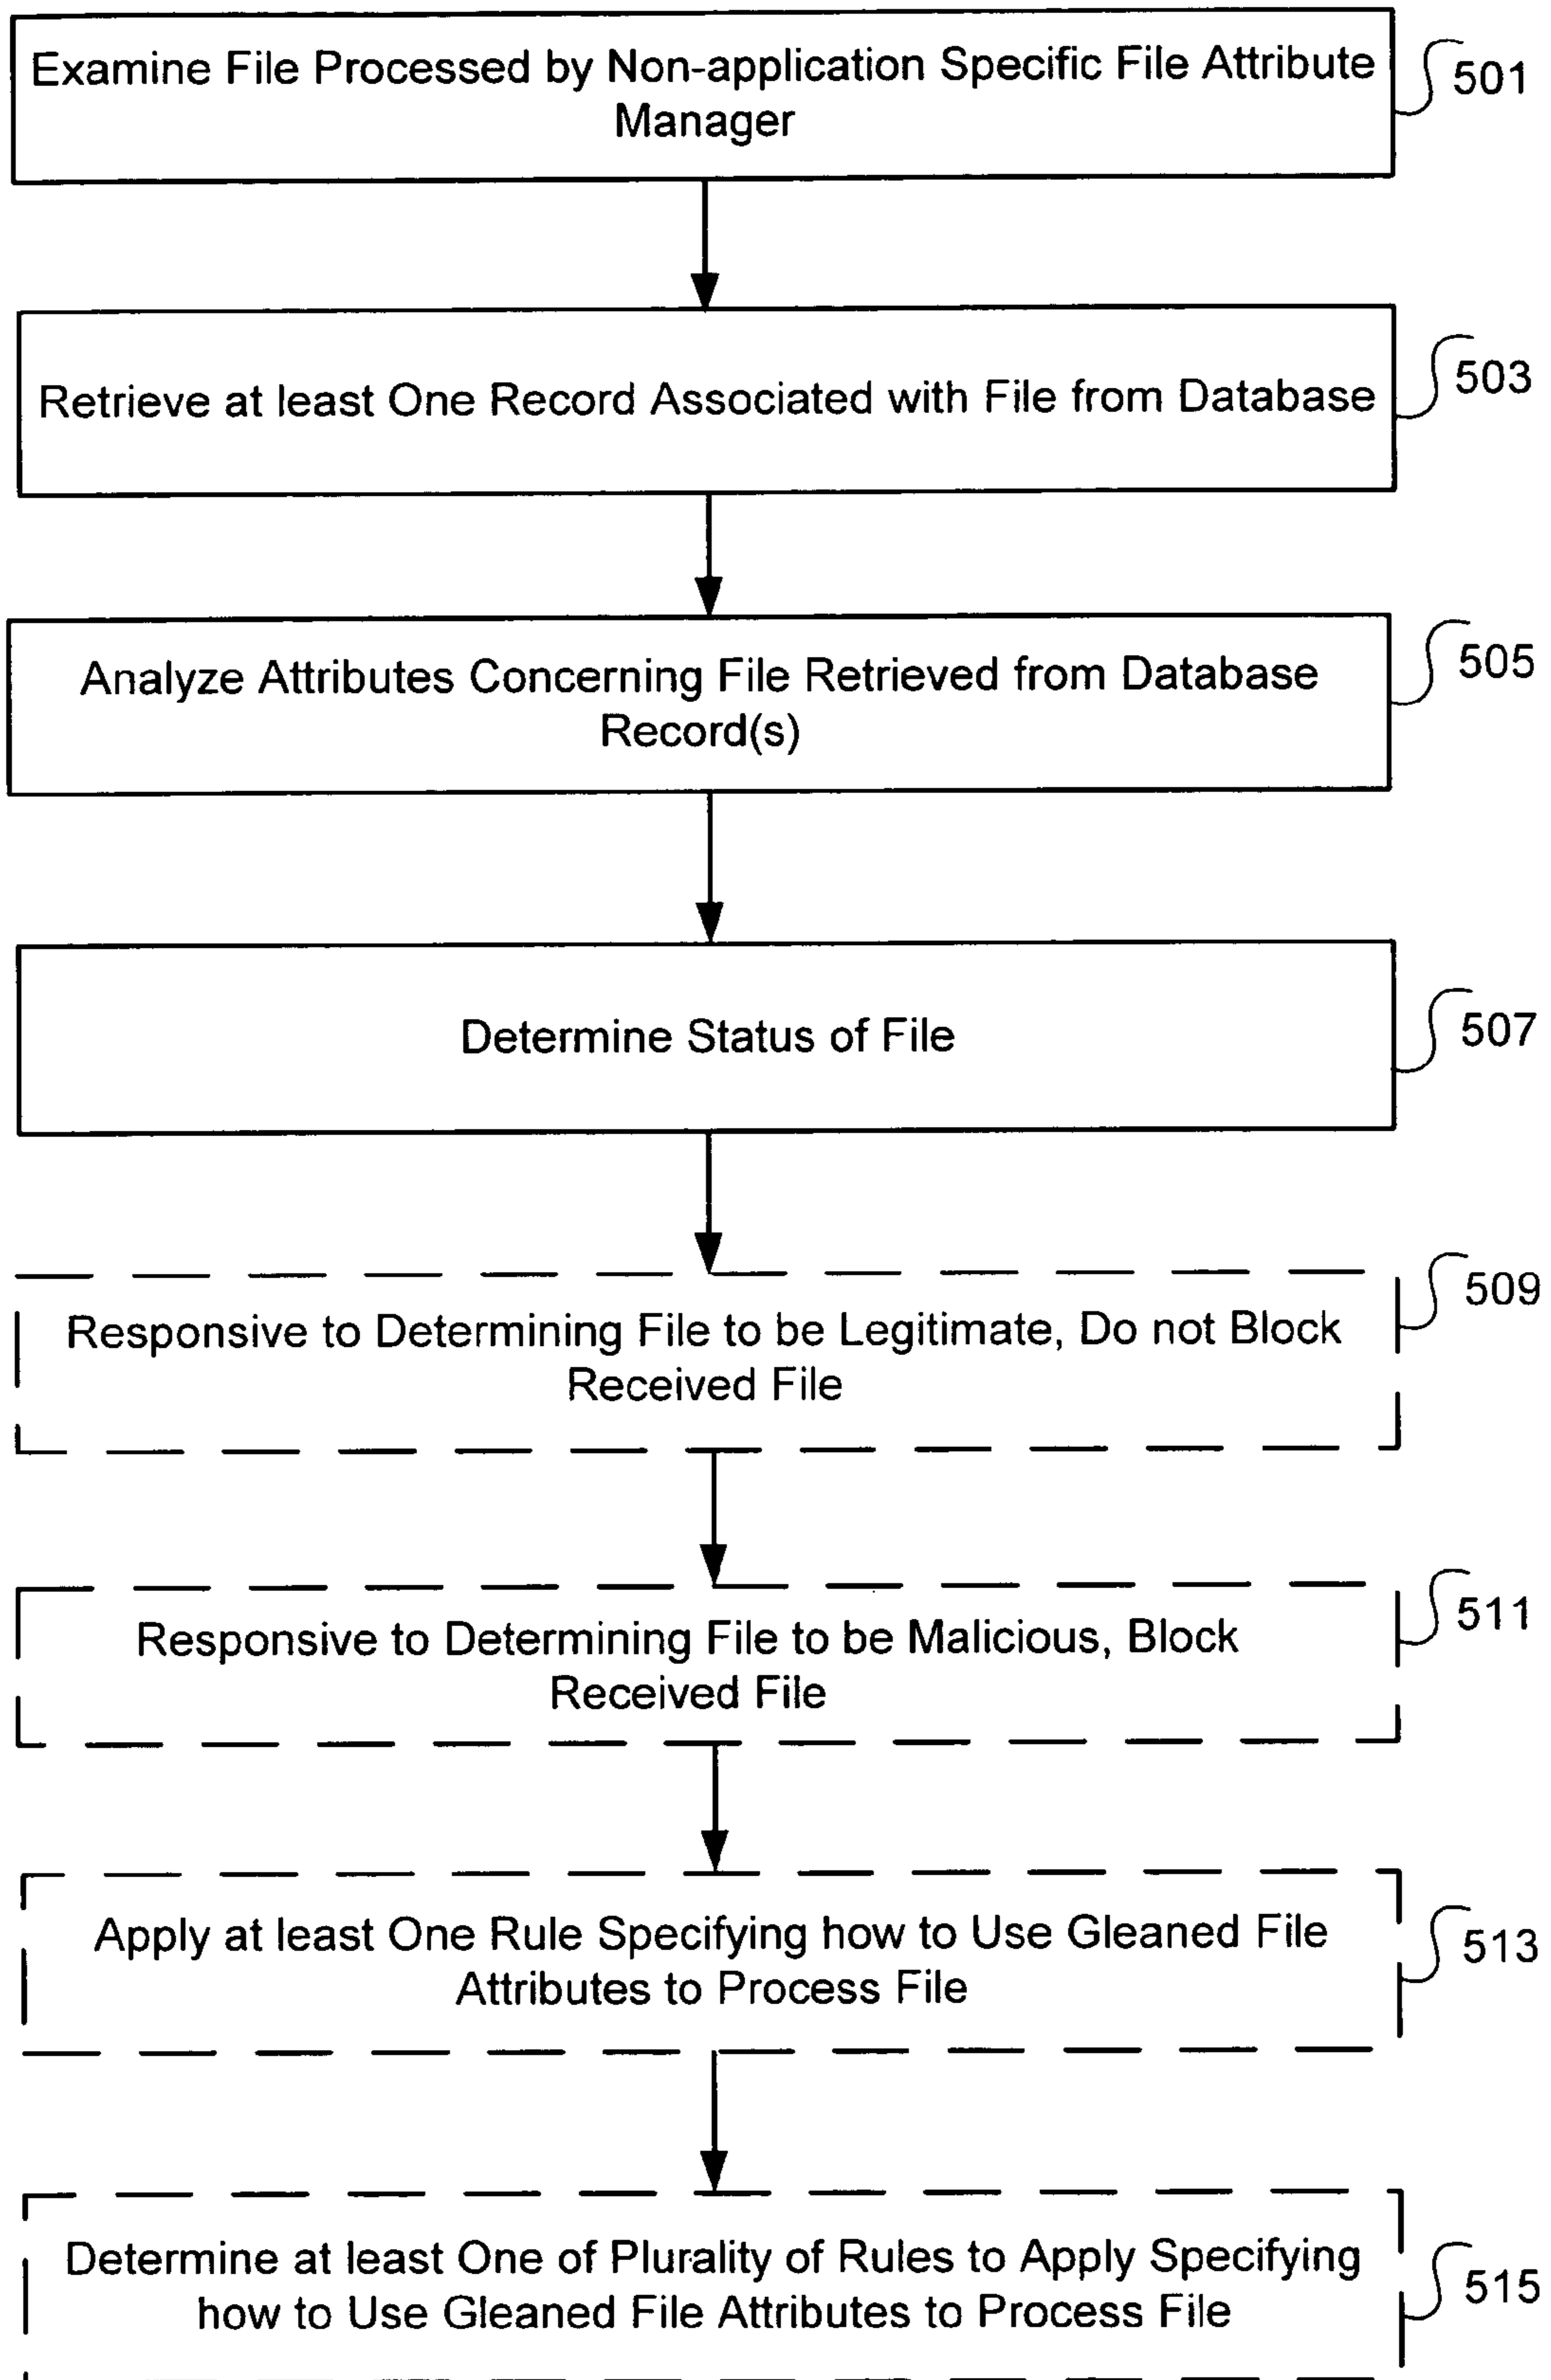 Examine File Processed by Non-application Specific File Attribute
Manager
501
Retrieve at least One Record Associated with File from Database
503
Analyze Attributes Concerning File Retrieved from Database
Record(s)
505
Determine Status of File
507
Responsive to Determining File to be Legitimate, Do not Block
Received File
509
Responsive to Determining File to be Malicious, Block
Received File
511
Apply at least One Rule Specifying how to Use Gleaned File
Attributes to Process File
513
Determine at least One of Plurality of Rules to Apply Specifying
how to Use Gleaned File Attributes to Process File
515